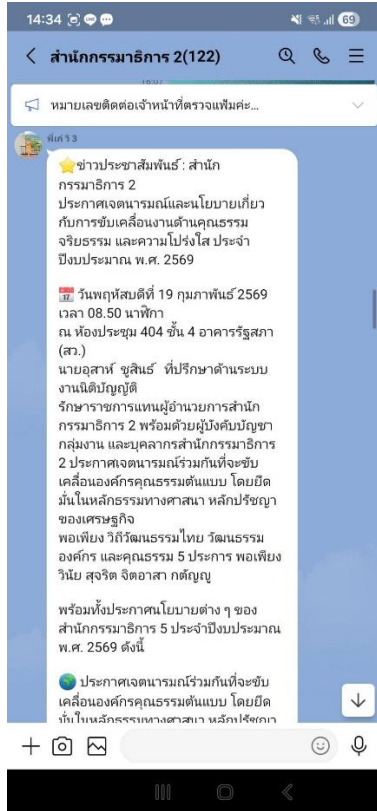 14:34
69
สำนักกรรมาธิการ 2(122)
หมายเลขติดต่อเจ้าหน้าที่ตรวจแฟ้มค่ะ...
⭐ข่าวประชาสัมพันธ์ : สำนัก
กรรมาธิการ 2
ประกาศเจตนารมณ์และนโยบายเกี่ยว
กับการขับเคลื่อนงานด้านคุณธรรม
จริยธรรม และความโปร่งใส ประจำ
ปีงบประมาณ พ.ศ. 2569
📅 วันพฤหัสบดีที่ 19 กุมภาพันธ์ 2569
เวลา 08.50 นาฬิกา
ณ ห้องประชุม 404 ชั้น 4 อาคารรัฐสภา
(สว.)
นายอุสาห์ ชูสินธ์ ที่ปรึกษาด้านระบบ
งานนิติบัญญัติ
รักษาราชการแทนผู้อำนวยการสำนัก
กรรมาธิการ 2 พร้อมด้วยผู้บังคับบัญชา
กลุ่มงาน และบุคลากรสำนักกรรมาธิการ
2 ประกาศเจตนารมณ์ร่วมกันที่จะขับ
เคลื่อนองค์กรคุณธรรมต้นแบบ โดยยึด
มั่นในหลักธรรมทางศาสนา หลักปรัชญา
ของเศรษฐกิจ
พอเพียง วิถีวัฒนธรรมไทย วัฒนธรรม
องค์กร และคุณธรรม 5 ประการ พอเพียง
วินัย สุจริต จิตอาสา กตัญญู
พร้อมทั้งประกาศนโยบายต่าง ๆ ของ
สำนักกรรมาธิการ 5 ประจำปีงบประมาณ
พ.ศ. 2569 ดังนี้
🌍 ประกาศเจตนารมณ์ร่วมกันที่จะขับ
เคลื่อนองค์กรคุณธรรมต้นแบบ โดยยึด
มั่นในหลักธรรมทางศาสนา หลักปรัชญา